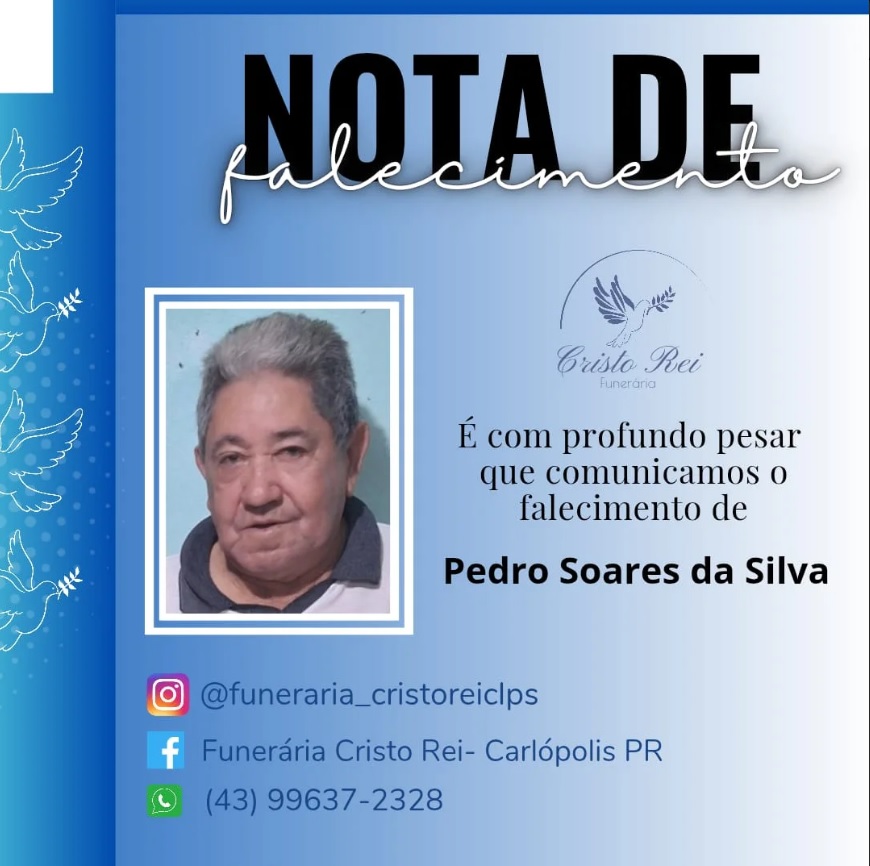 NOTA DE
falecimento
Cristo Rei
Funerária
É com profundo pesar
que comunicamos o
falecimento de
Pedro Soares da Silva
@funeraria_cristoreiclps
Funerária Cristo Rei- Carlópolis PR
(43) 99637-2328